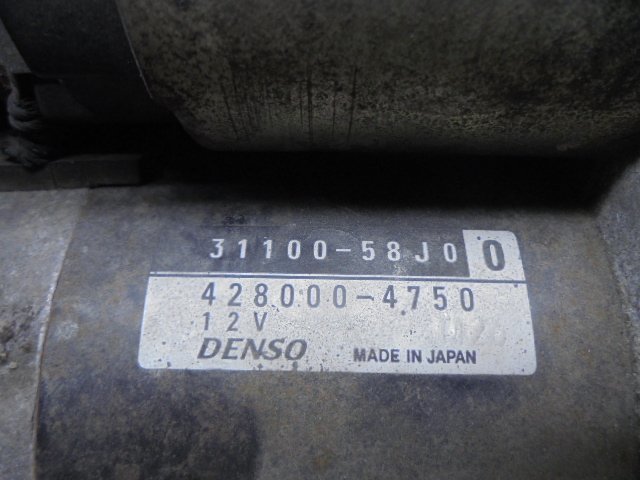 31100-58J0 0
428000-4750
12V
DENSO MADE IN JAPAN